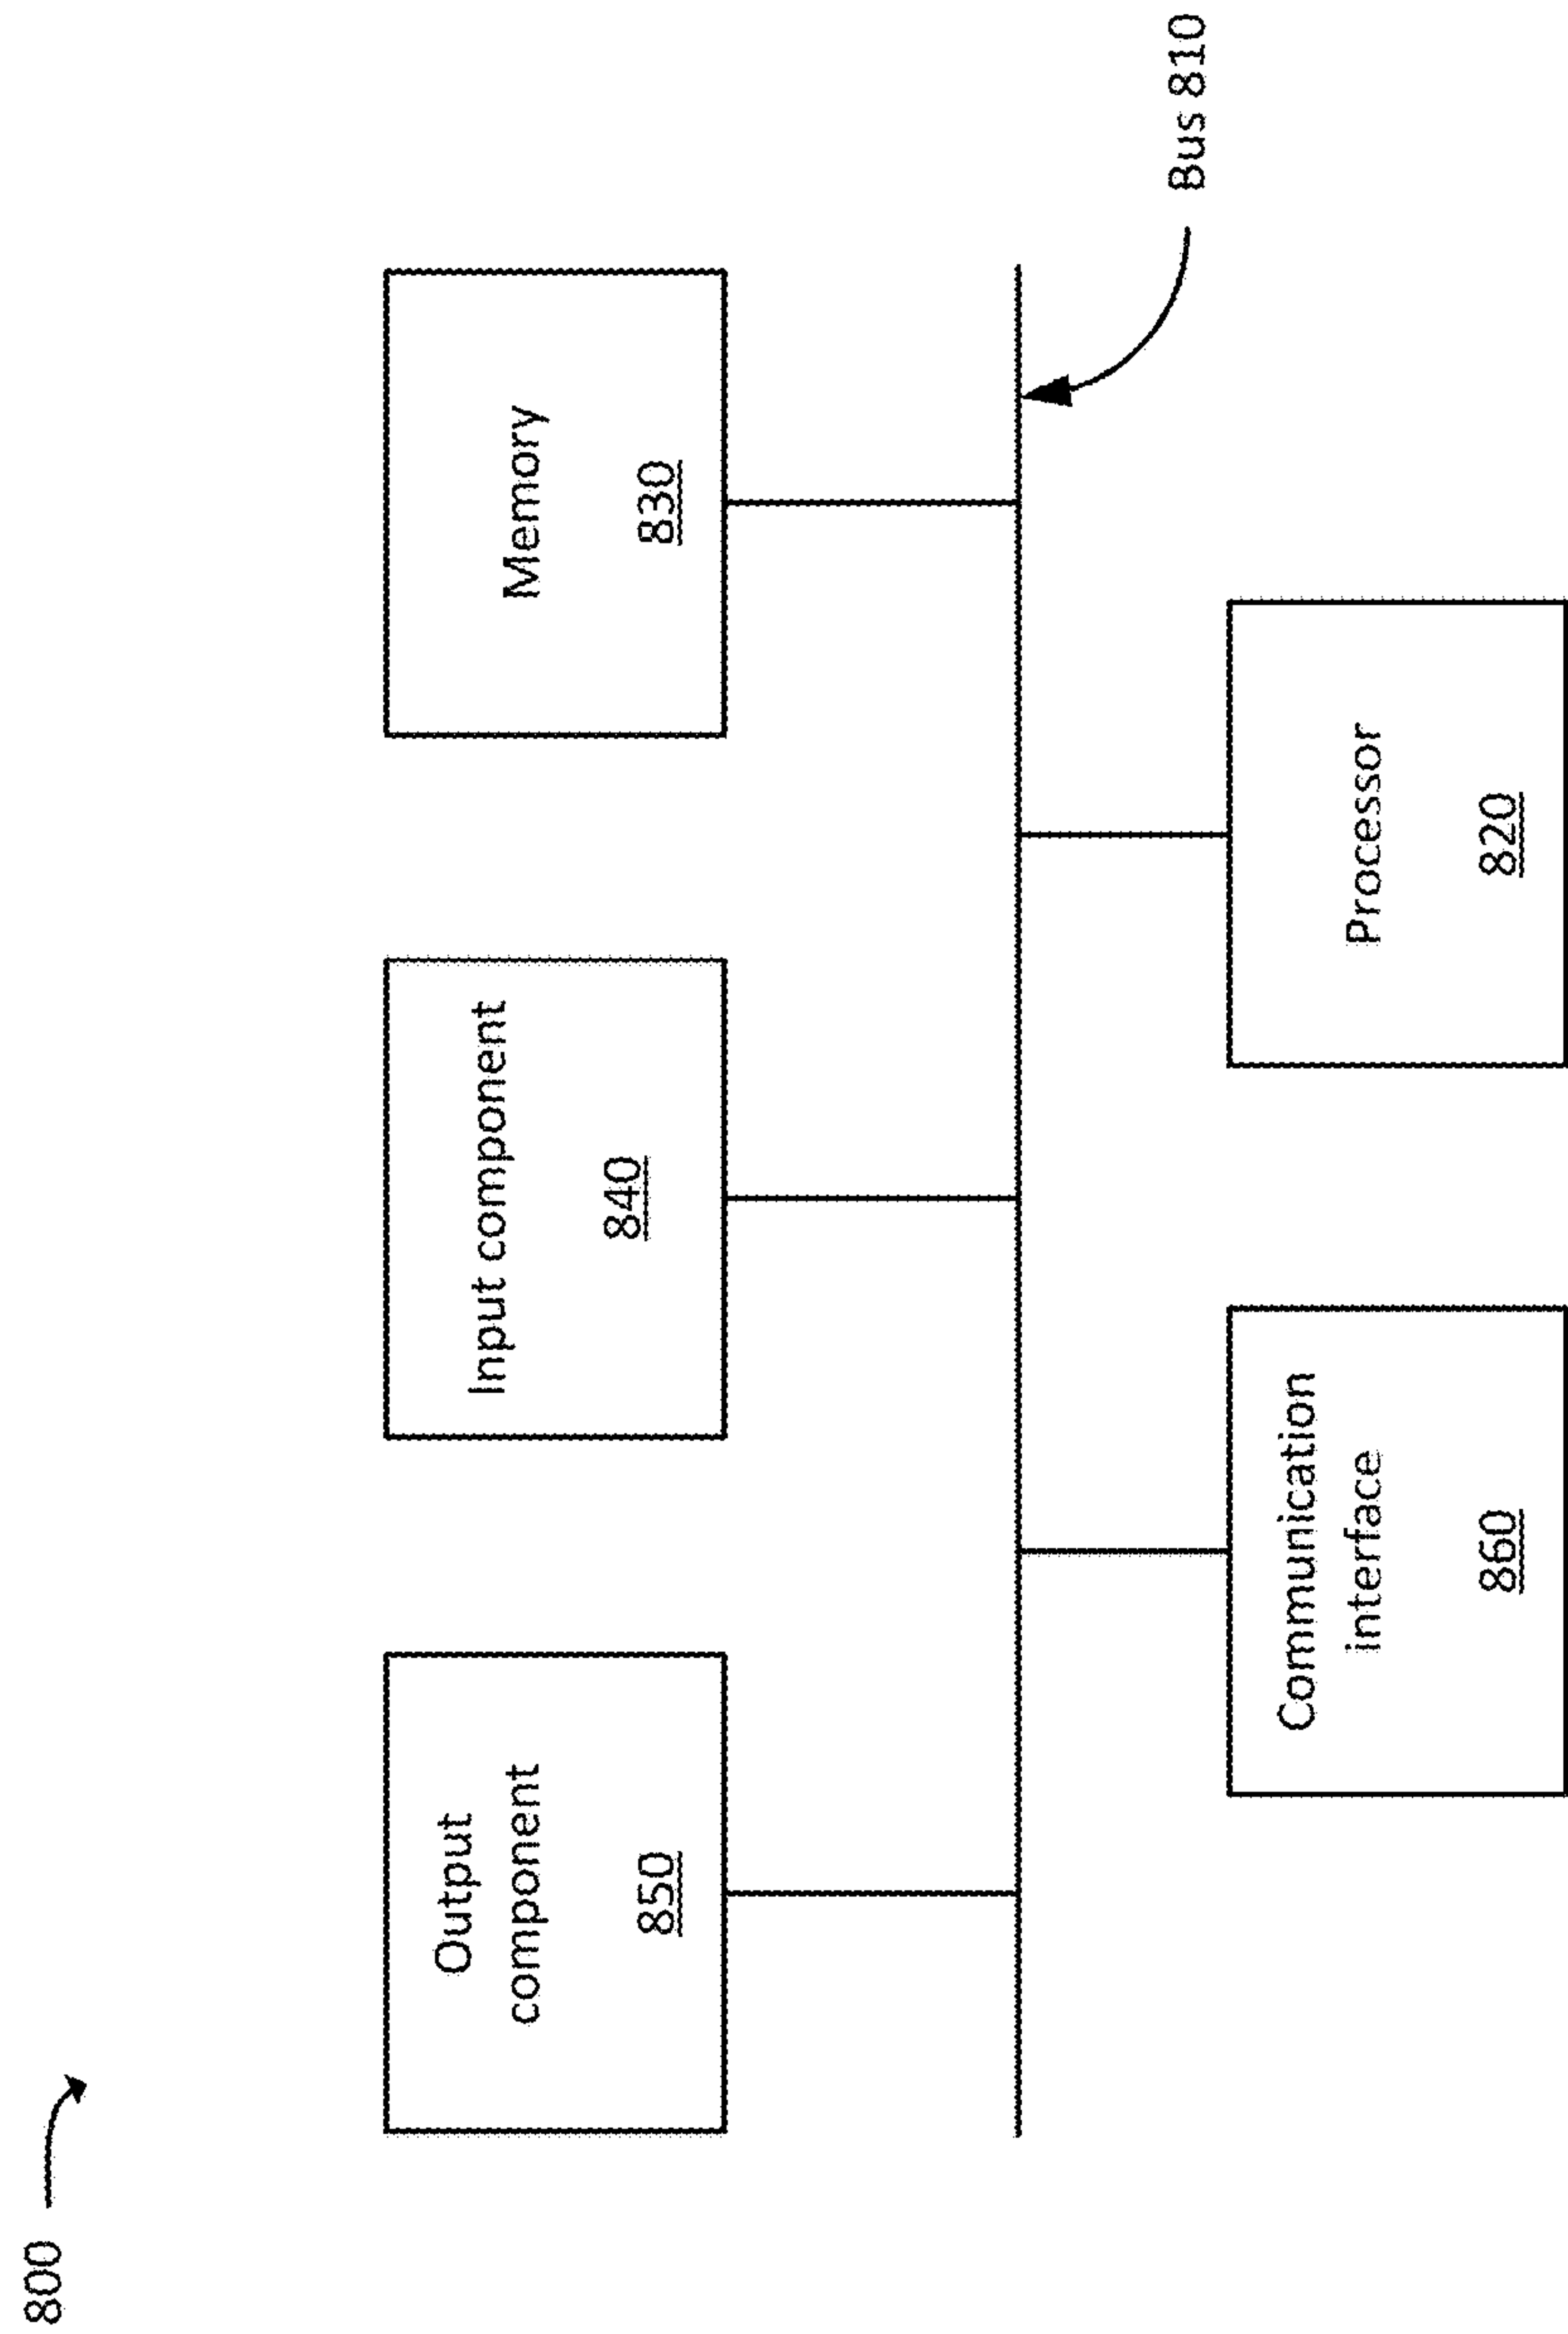 800
Output
component
850
Input component
840
Memory
830
Bus 810
Communication
interface
860
Processor
820